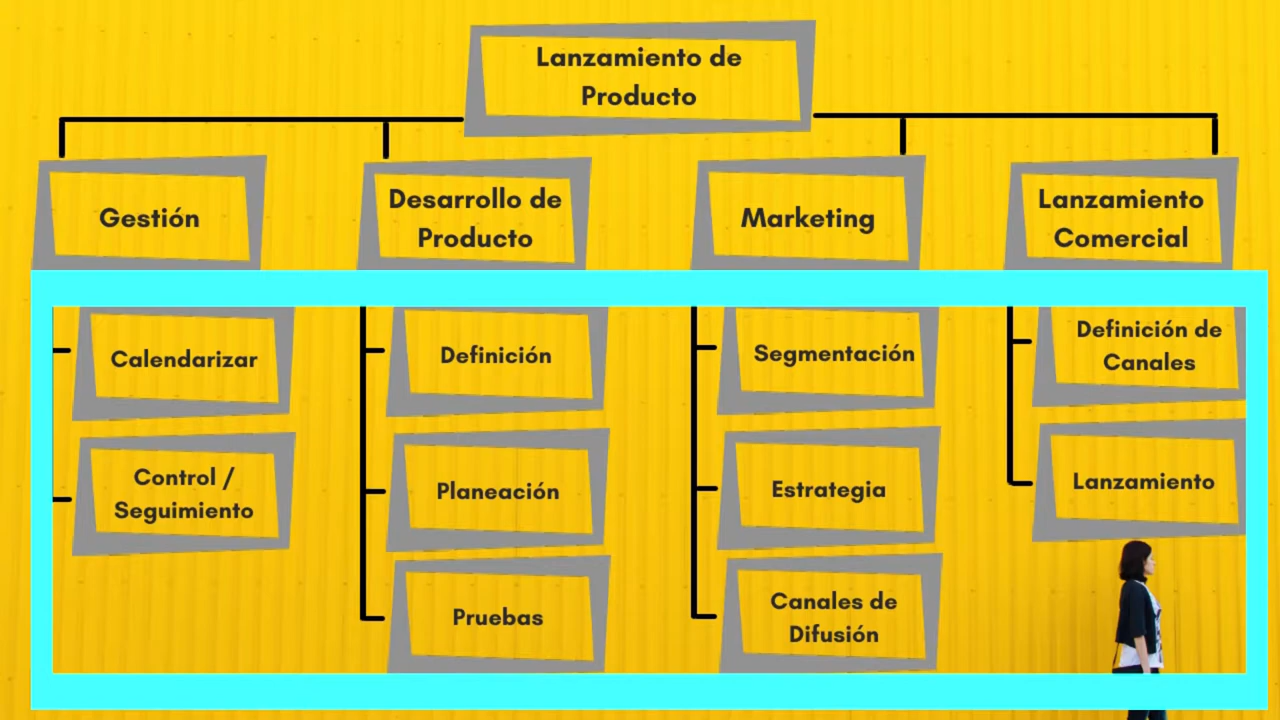 Lanzamiento de
Producto
Gestión
Desarrollo de
Producto
Marketing
Lanzamiento
Comercial
Calendarizar
Definición
Segmentación
Definición de
Canales
Control /
Seguimiento
Planeación
Estrategia
Lanzamiento
Pruebas
Canales de
Difusión